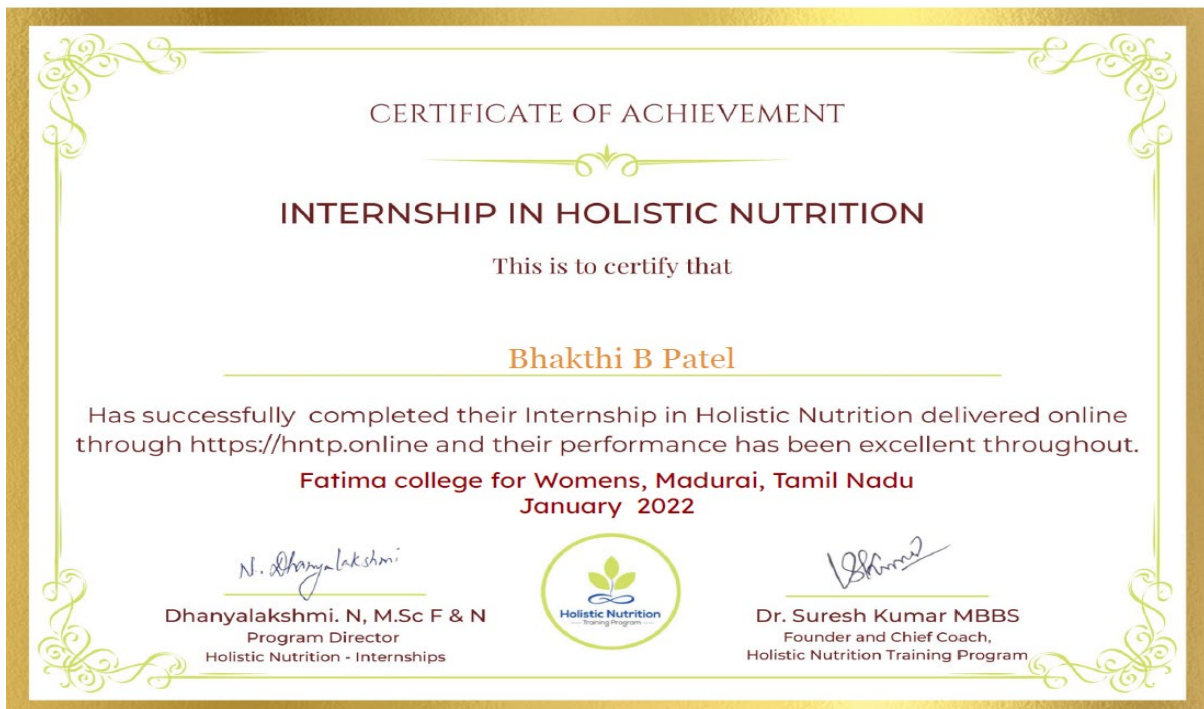 CERTIFICATE OF ACHIEVEMENT
INTERNSHIP IN HOLISTIC NUTRITION
This is to certify that
Bhakthi B Patel
Has successfully completed their Internship in Holistic Nutrition delivered online
through https://hntp.online and their performance has been excellent throughout.
Fatima college for Womens, Madurai, Tamil Nadu
January 2022
N. Dhanyalakshmi
Dhanyalakshmi. N, M.Sc F & N
Program Director
Holistic Nutrition - Internships
Holistic Nutrition
Training Program
Dr. Suresh Kumar MBBS
Founder and Chief Coach,
Holistic Nutrition Training Program